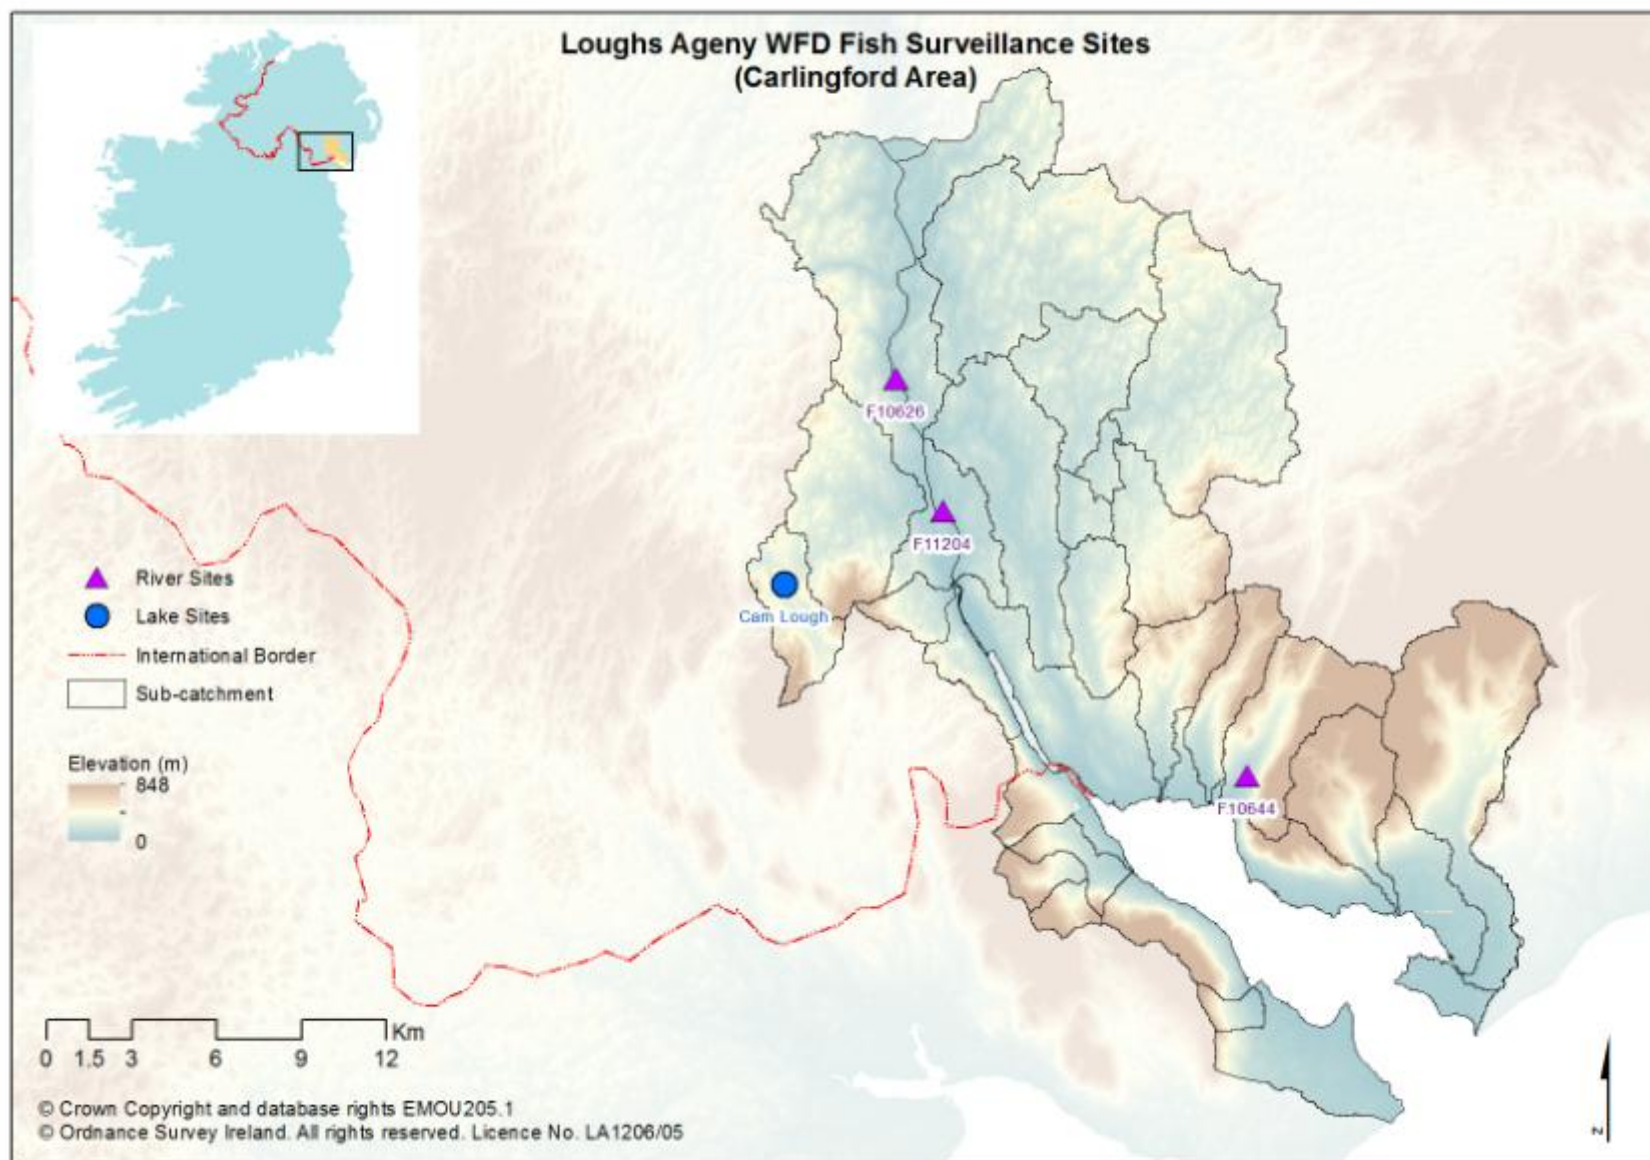 Loughs Ageny WFD Fish Surveillance Sites
(Carlingford Area)
F10626
F11204
Cam Lough
F10644
River Sites
Lake Sites
International Border
Sub-catchment
Elevation (m)
848
0
Km
0 1.5 3 6 9 12
© Crown Copyright and database rights EMOU205.1
© Ordnance Survey Ireland. All rights reserved. Licence No. LA1206/05
N